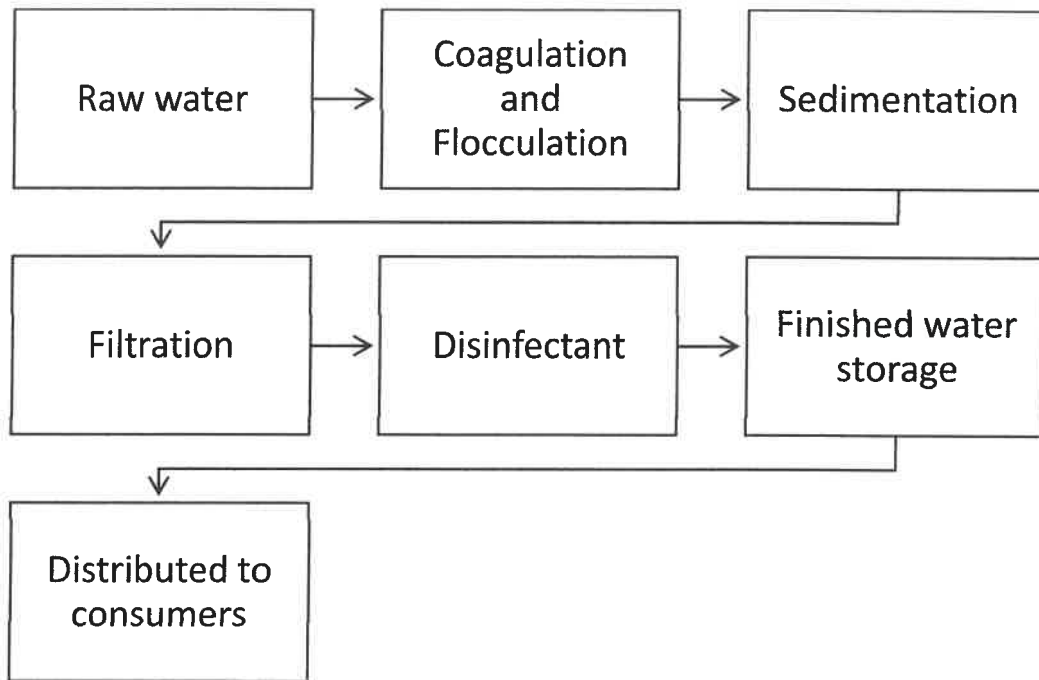 Raw water
Coagulation
and
Flocculation
Sedimentation
Filtration
Disinfectant
Finished water
storage
Distributed to
consumers